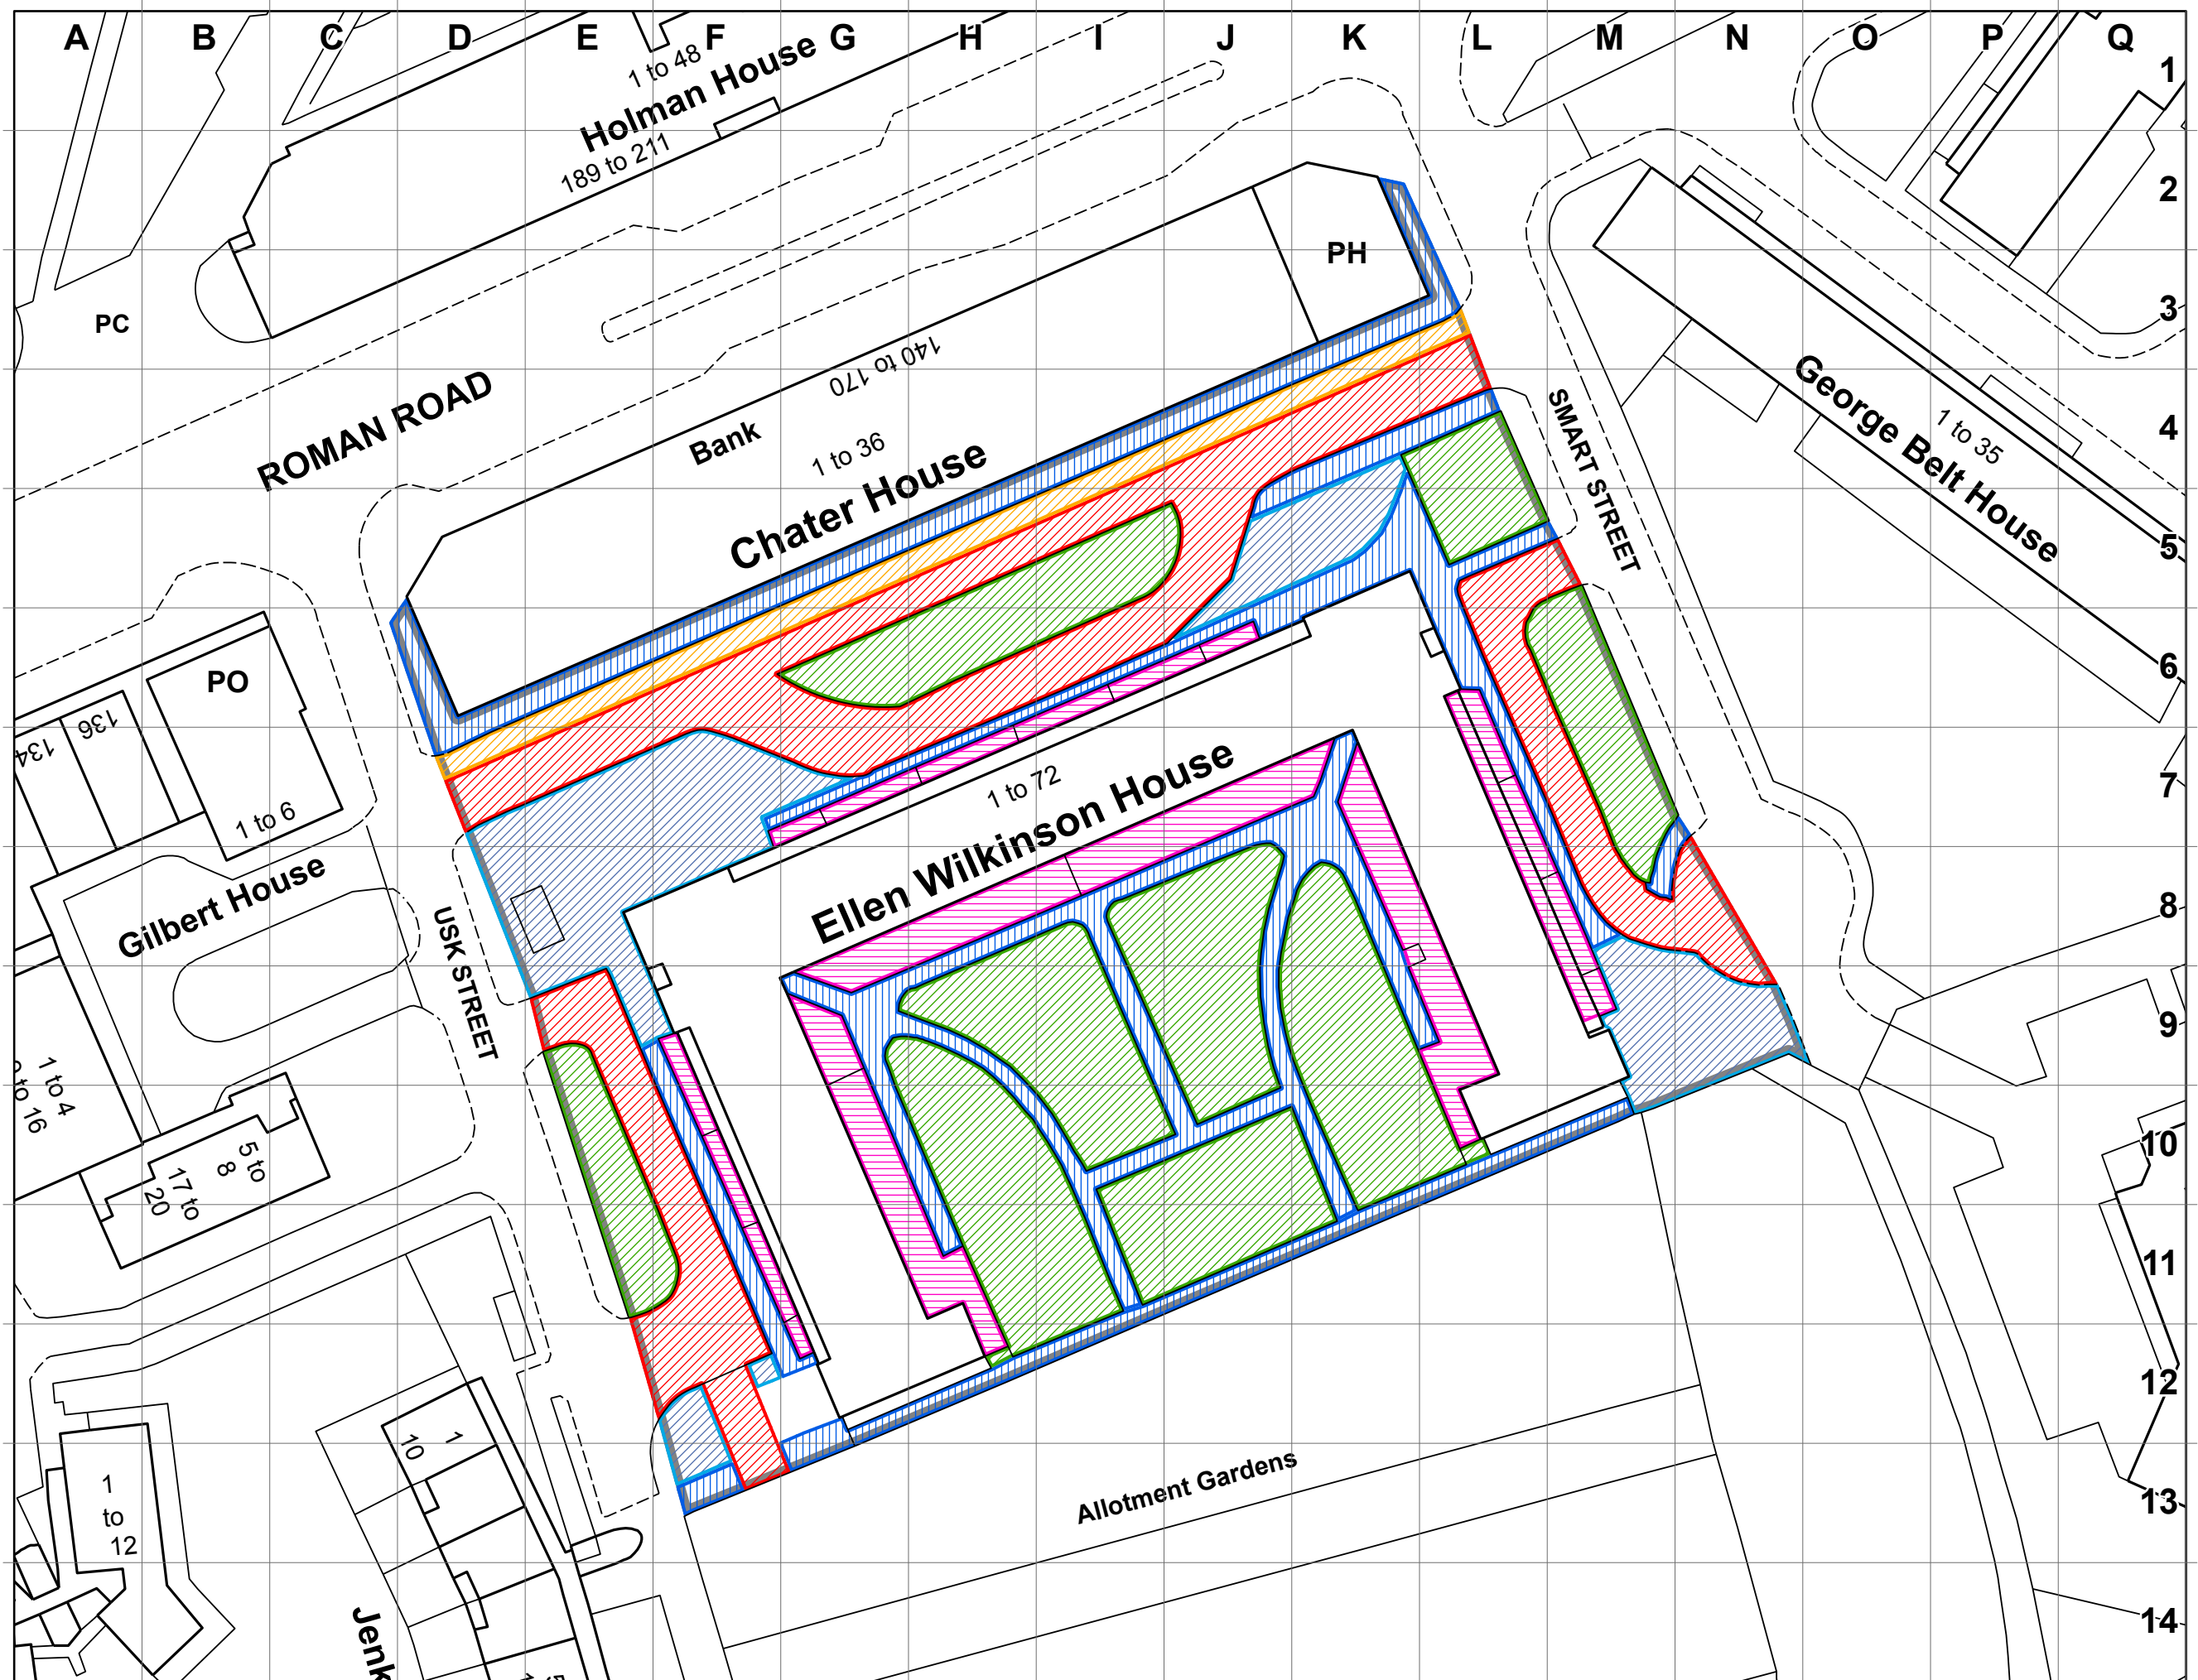 A B C D E F G H I J K L M N O P Q
1
2
3
4
5
6
7
8
9
10
11
12
13
14
1 to 48
Holman House
189 to 211
PC
PH
ROMAN ROAD
140 to 170
Bank
1 to 36
Chater House
SMART STREET
George Belt House
1 to 35
PO
136
134
1 to 6
Gilbert House
USK STREET
1 to 72
Ellen Wilkinson House
1 to 4
to 16
5 to
8
17 to
20
1
10
1
to
12
Allotment Gardens
Jenk